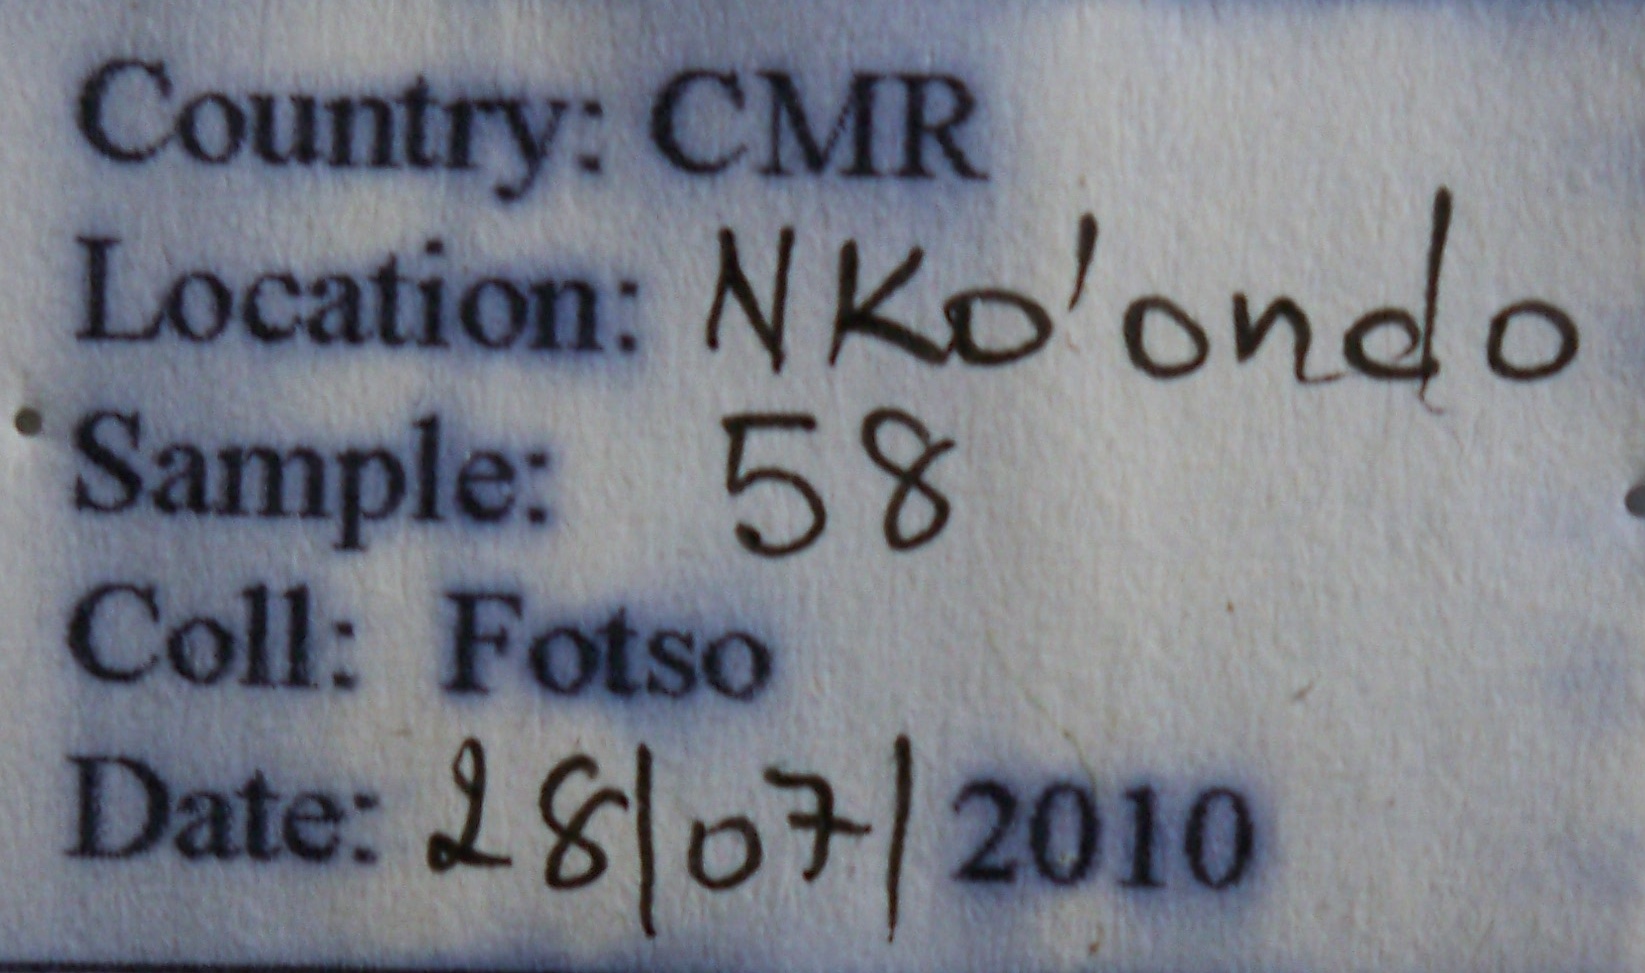 Country: CMR
Location: NKo'ondo
Sample: 58
Coll: Fotso
Date: 28/07/2010